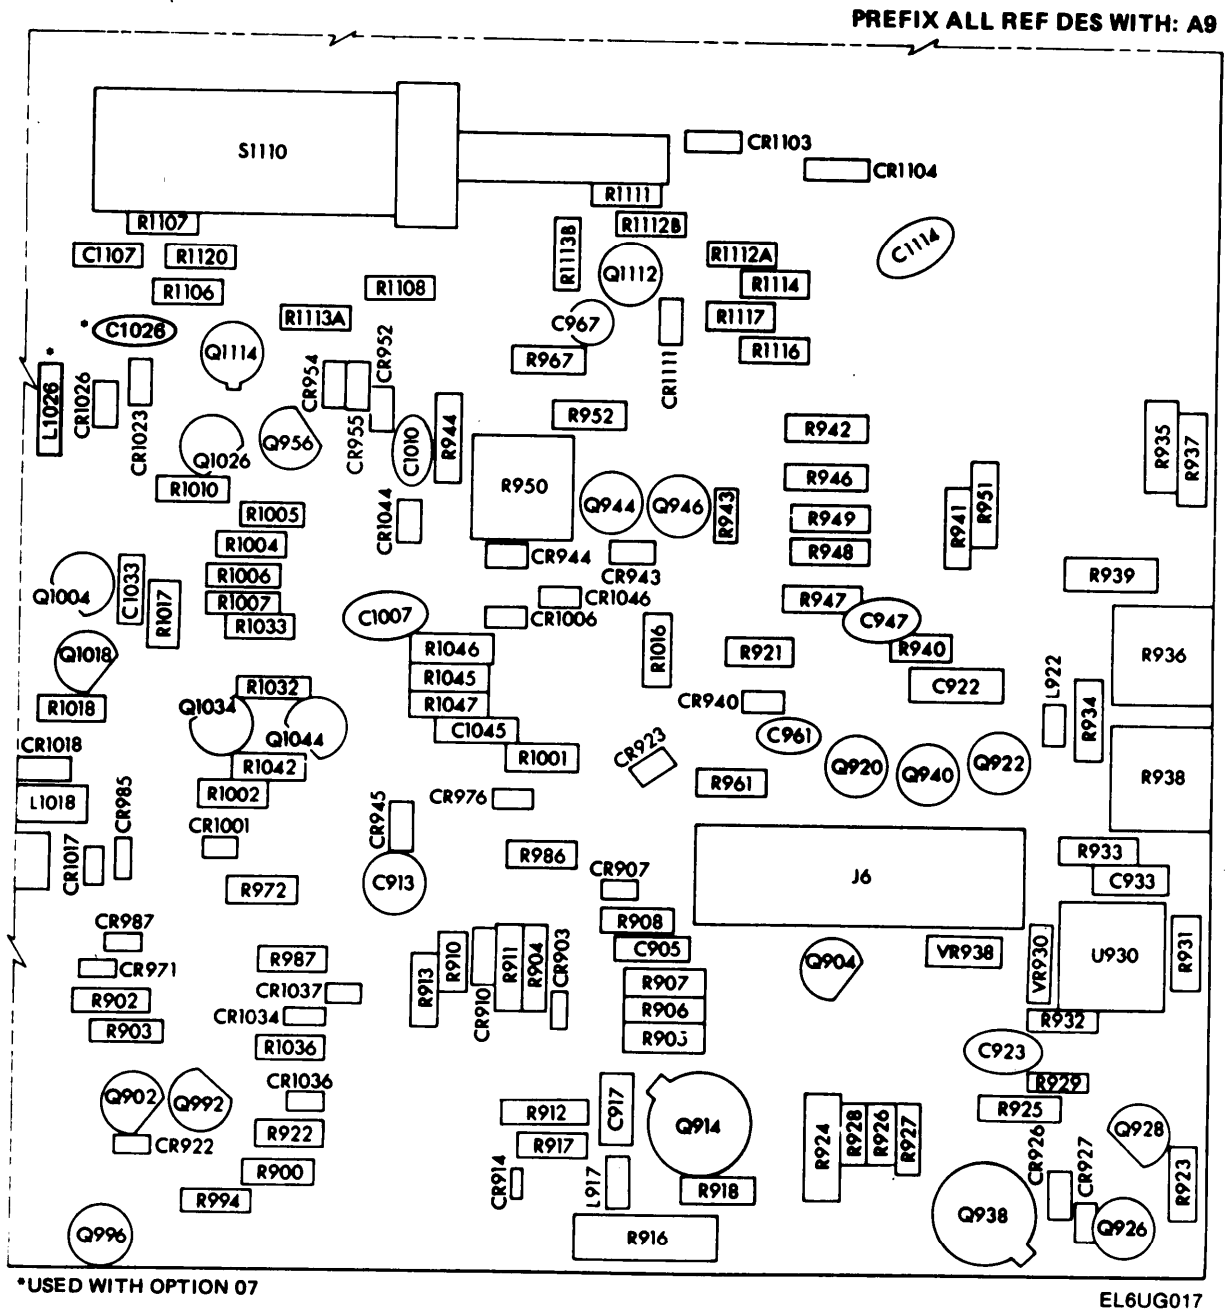 PREFIX ALL REF DES WITH: A9
S1110
CR1103
CR1104
R1111
R1107
R1112B
C1107
R1120
R1113B
Q1112
R1112A
C1114
R1106
R1108
R1114
*
C1026
R1113A
C967
R1117
*
Q1114
CR952
R967
CR1111
R1116
L1026
CR1026
CR1023
CR954
CR955
Q1026
Q956
C1010
R944
R952
R942
R935
R937
R1010
R950
R946
R1005
CR1044
Q944
Q946
R943
R949
R941
R951
R1004
CR944
CR943
R948
Q1004
C1033
R1017
R1006
R939
R1007
C1007
CR1046
R947
R1033
CR1006
C947
Q1018
R1046
R1016
R921
R940
R936
R1045
C922
L922
R1032
R1018
Q1034
R1047
CR940
R934
Q1044
C1045
C961
CR1018
R1042
R1001
CR923
Q920
Q940
Q922
R938
L1018
R1002
CR976
R961
CR985
CR1001
CR945
CR1017
R986
J6
R933
R972
C913
CR907
C933
CR987
R908
R987
R910
R911
R904
CR903
C905
VR938
VR930
U930
R931
CR971
Q904
R902
CR1037
R913
CR910
R907
R903
CR1034
R906
R932
R1036
R905
C923
Q902
Q992
CR1036
R929
R912
C917
Q914
R924
R928
R926
R927
R925
CR922
R922
R917
CR926
Q928
R900
CR914
L917
R918
CR927
R923
R994
Q996
R916
Q938
Q926
*USED WITH OPTION 07
EL6UG017